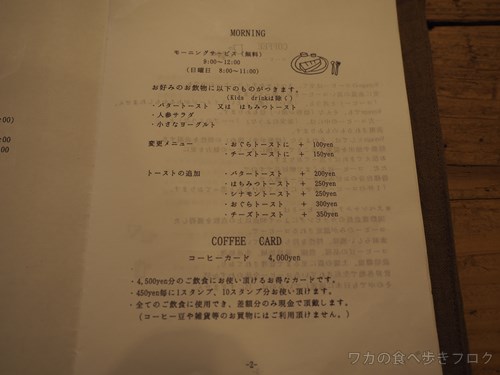 MORNING
モーニングサービス (無料)
8:00～12:00
(日曜日 9:00～11:00)
お好みのお飲物に以下のものがつきます。
(Kids drinkは除く)
・バタートースト 又は はちみつトースト
・人参サラダ
・小さなヨーグルト
変更メニュー ・おぐらトーストに + 100yen
・チーズトーストに + 150yen
トーストの追加 ・バタートースト + 200yen
・はちみつトースト + 250yen
・シナモントースト + 250yen
・おぐらトースト + 300yen
・チーズトースト + 350yen
COFFEE CARD
コーヒーカード 4,000yen
・4,500yen分のご飲食にお使い頂けるお得なカードです。
・450yen毎に1スタンプ、10スタンプ分お使い頂けます。
・全てのご飲食に使用でき、差額分のみ現金で頂戴します。
(コーヒー豆や雑貨等のお買物にはご利用頂けません。)
-2-
ワカの食べ歩きブログ